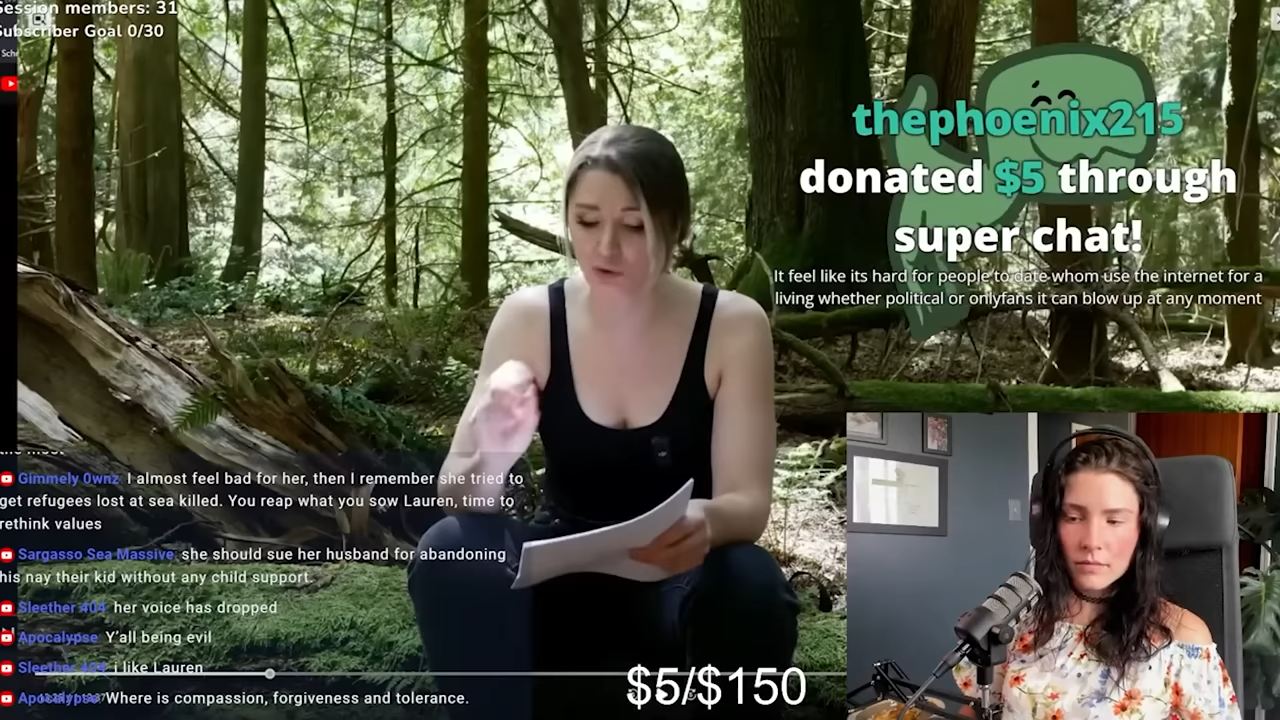 Session members: 31
Subscriber Goal 0/30
thephoenix215
donated $5 through
super chat!
It feel like its hard for people to date whom use the internet for a
living whether political or onlyfans it can blow up at any moment
the most
Gimmely 0wnz I almost feel bad for her, then I remember she tried to
get refugees lost at sea killed. You reap what you sow Lauren, time to
rethink values
Sargasso Sea Massive she should sue her husband for abandoning
his nay their kid without any child support.
Sleether 404 her voice has dropped
Apocalypse Y'all being evil
Sleether 404 i like Lauren
Apocalypse Where is compassion, forgiveness and tolerance.
$5/$150